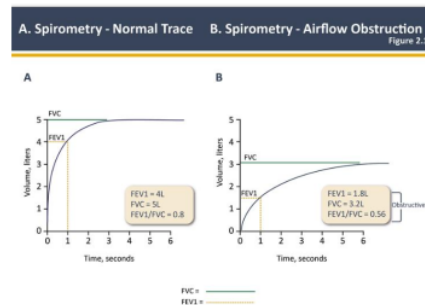 A. Spirometry - Normal Trace
B. Spirometry - Airflow Obstruction
Figure 2.
A
B
FVC
5
FEV1
4
3
2
1
0
Volume, liters
FEV1 = 4L
FVC = 5L
FEV1/FVC = 0.8
0 1 2 3 4 5 6
Time, seconds
5
4
FVC
3
2
FEV1
1
0
Volume, liters
FEV1 = 1.8L
FVC = 3.2L
FEV1/FVC = 0.56
Obstructive
0 1 2 3 4 5 6
Time, seconds
FVC =
FEV1 =